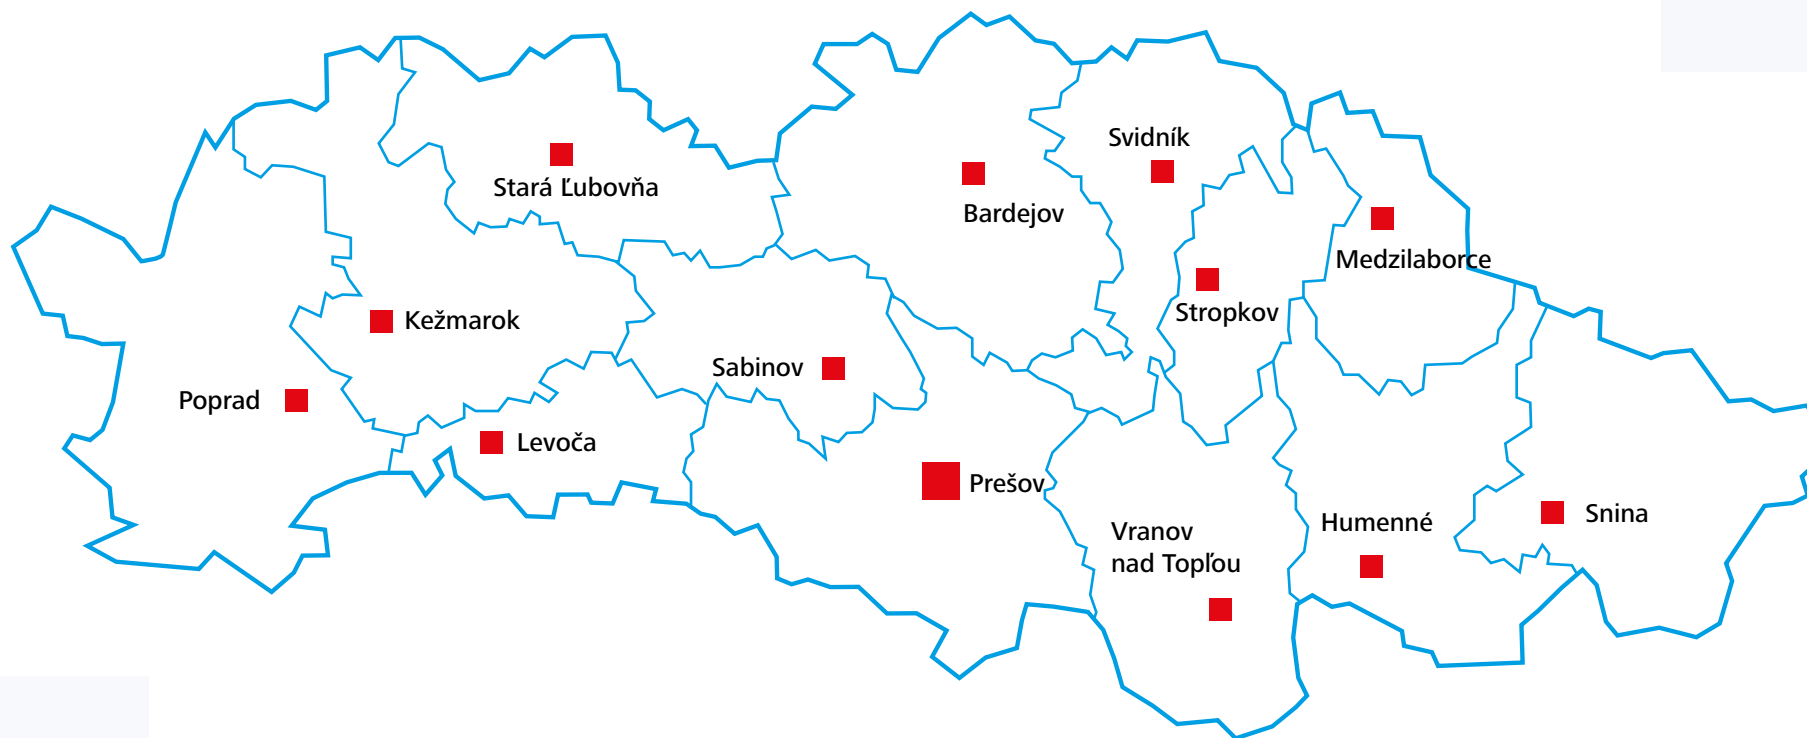 Svidník
Stará Ľubovňa
Bardejov
Medzilaborce
Stropkov
Kežmarok
Sabinov
Poprad
Levoča
Prešov
Vranov
nad Topľou
Humenné
Snina